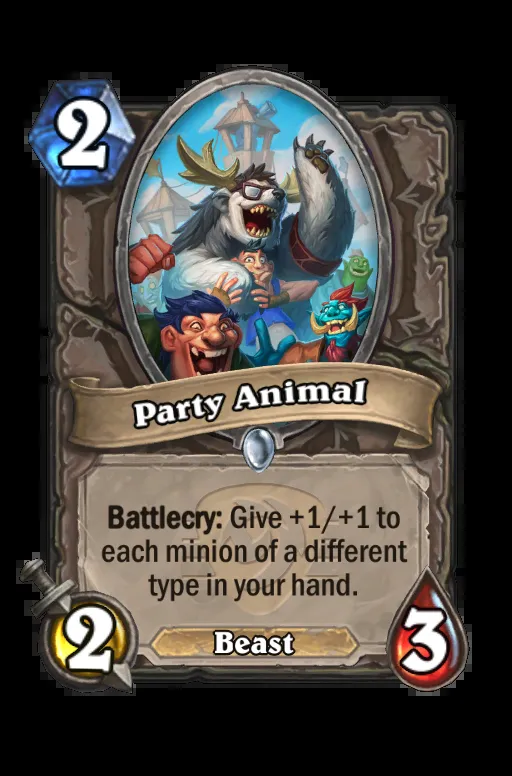 2
Party Animal
Battlecry: Give +1/+1 to
each minion of a different
type in your hand.
2
Beast
3